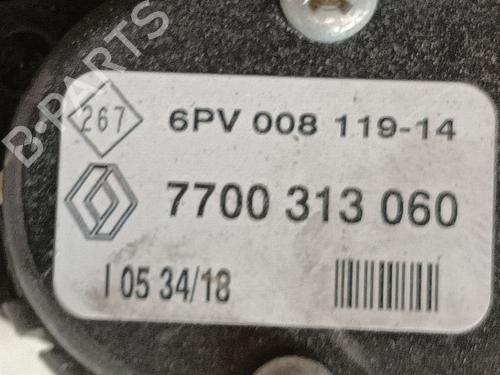 B-PARTS
267 6PV 008 119-14
7700 313 060
I 05 34/18